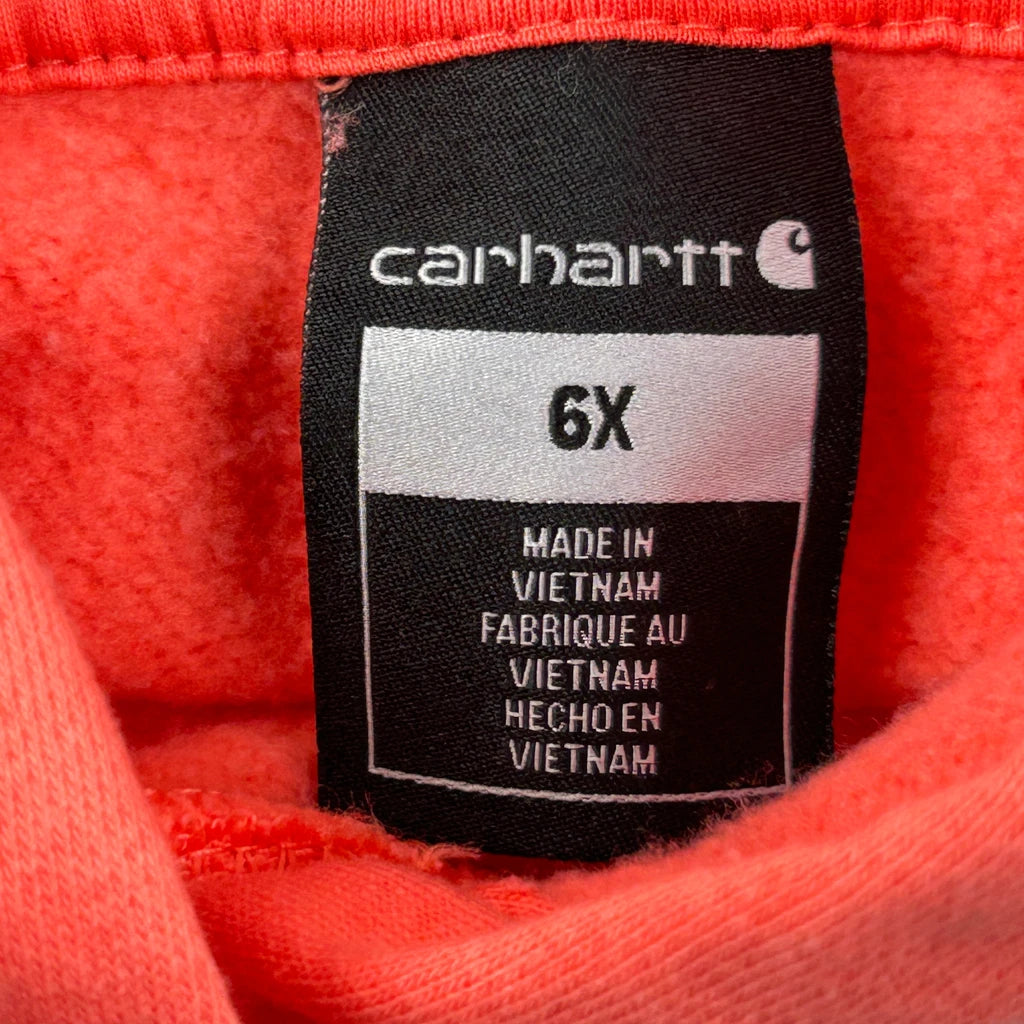 carhartt
6X
MADE IN
VIETNAM
FABRIQUE AU
VIETNAM
HECHO EN
VIETNAM